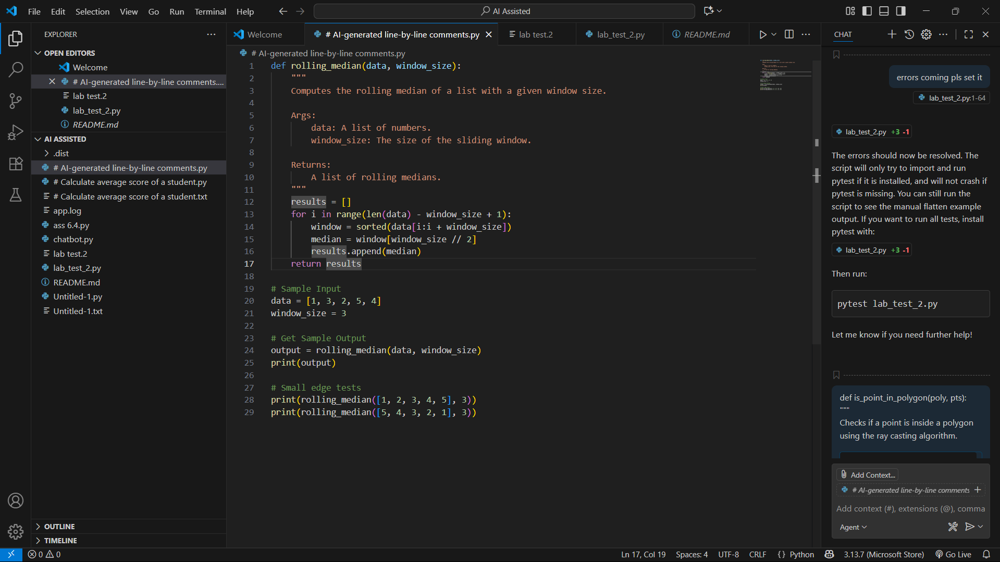 File Edit Selection View Go Run Terminal Help
AI Assisted
EXPLORER
OPEN EDITORS
Welcome
# AI-generated line-by-line comments....
lab test.2
lab_test_2.py
README.md
AI ASSISTED
.dist
# AI-generated line-by-line comments.py
# Calculate average score of a student.py
# Calculate average score of a student.txt
app.log
ass 6.4.py
chatbot.py
lab test.2
lab_test_2.py
README.md
Untitled-1.py
Untitled-1.txt
OUTLINE
TIMELINE
Welcome
# AI-generated line-by-line comments.py
lab test.2
lab_test_2.py
README.md
# AI-generated line-by-line comments.py
1 def rolling_median(data, window_size):
2 """
3 Computes the rolling median of a list with a given window size.
4
5 Args:
6 data: A list of numbers.
7 window_size: The size of the sliding window.
8
9 Returns:
10 A list of rolling medians.
11 """
12 results = []
13 for i in range(len(data) - window_size + 1):
14 window = sorted(data[i:i + window_size])
15 median = window[window_size // 2]
16 results.append(median)
17 return results
18
19 # Sample Input
20 data = [1, 3, 2, 5, 4]
21 window_size = 3
22
23 # Get Sample Output
24 output = rolling_median(data, window_size)
25 print(output)
26
27 # Small edge tests
28 print(rolling_median([1, 2, 3, 4, 5], 3))
29 print(rolling_median([5, 4, 3, 2, 1], 3))
CHAT
errors coming pls set it
lab_test_2.py:1-64
lab_test_2.py +3 -1
The errors should now be resolved. The
script will only try to import and run
pytest if it is installed, and will not crash if
pytest is missing. You can still run the
script to see the manual flatten example
output. If you want to run all tests, install
pytest with:
lab_test_2.py +3 -1
Then run:
pytest lab_test_2.py
Let me know if you need further help!
def is_point_in_polygon(poly, pts):
"""
Checks if a point is inside a polygon
using the ray casting algorithm.
Add Context...
# AI-generated line-by-line comments
Add context (#), extensions (@), comma
Agent
0 0
Ln 17, Col 19
Spaces: 4
UTF-8
CRLF
{} Python
3.13.7 (Microsoft Store)
Go Live